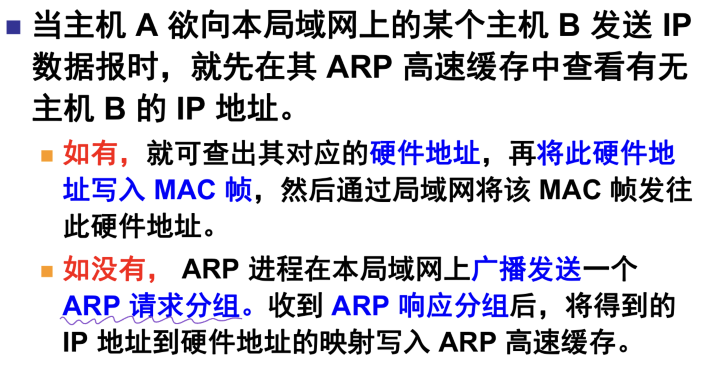 当主机 A 欲向本局域网上的某个主机 B 发送 IP
数据报时，就先在其 ARP 高速缓存中查看有无
主机 B 的 IP 地址。
如有，就可查出其对应的硬件地址，再将此硬件地
址写入 MAC 帧，然后通过局域网将该 MAC 帧发往
此硬件地址。
如没有， ARP 进程在本局域网上广播发送一个
ARP 请求分组。收到 ARP 响应分组后，将得到的
IP 地址到硬件地址的映射写入 ARP 高速缓存。